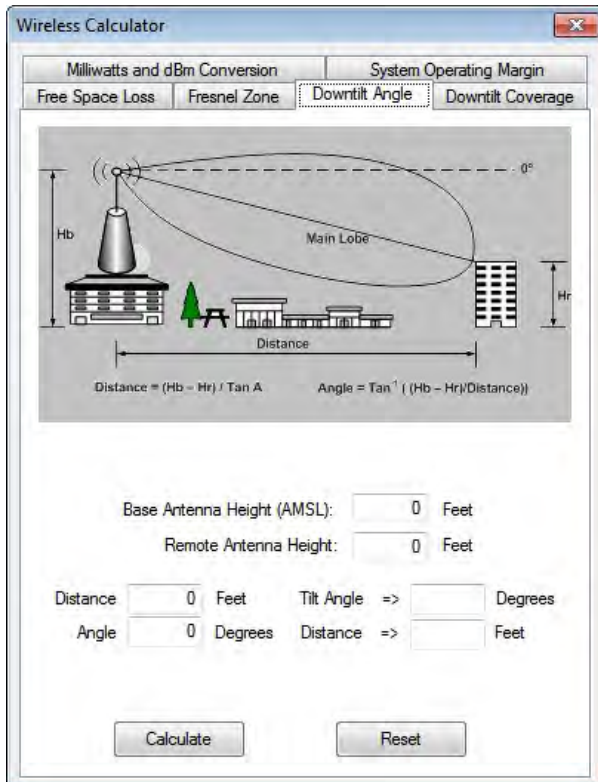 Wireless Calculator
Milliwatts and dBm Conversion System Operating Margin
Free Space Loss Fresnel Zone Downtilt Angle Downtilt Coverage
0°
Hb
Main Lobe
Hr
Distance
Distance = (Hb – Hr) / Tan A Angle = Tan⁻¹ ( (Hb – Hr)/Distance))
Base Antenna Height (AMSL): 0 Feet
Remote Antenna Height: 0 Feet
Distance 0 Feet Tilt Angle => Degrees
Angle 0 Degrees Distance => Feet
Calculate Reset